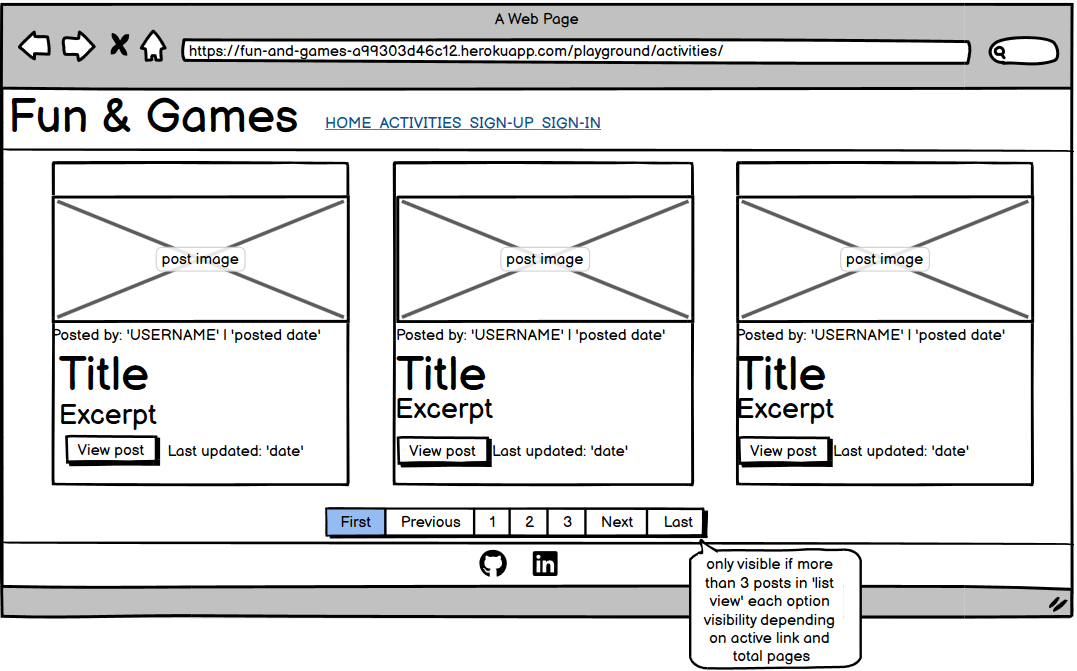 A Web Page
https://fun-and-games-a99303d46c12.herokuapp.com/playground/activities/
Fun & Games
HOME ACTIVITIES SIGN-UP SIGN-IN
post image
post image
post image
Posted by: 'USERNAME' | 'posted date'
Posted by: 'USERNAME' | 'posted date'
Posted by: 'USERNAME' | 'posted date'
Title
Title
Title
Excerpt
Excerpt
Excerpt
View post Last updated: 'date'
View post Last updated: 'date'
View post Last updated: 'date'
First Previous 1 2 3 Next Last
in
only visible if more
than 3 posts in 'list
view' each option
visibility depending
on active link and
total pages